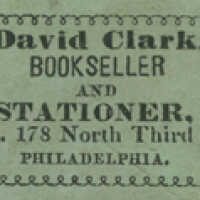 David Clark,
BOOKSELLER
AND
STATIONER,
. 178 North Third
PHILADELPHIA.